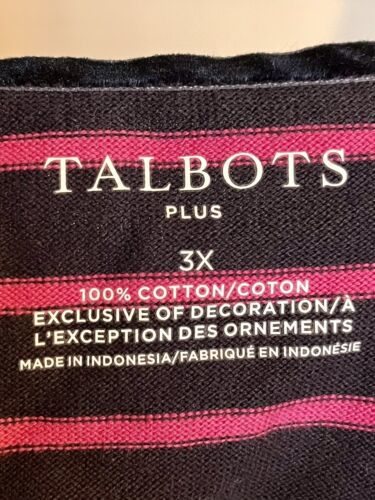 TALBOTS
PLUS
3X
100% COTTON/COTON
EXCLUSIVE OF DECORATION/À
L'EXCEPTION DES ORNEMENTS
MADE IN INDONESIA/FABRIQUÉ EN INDONÉSIE